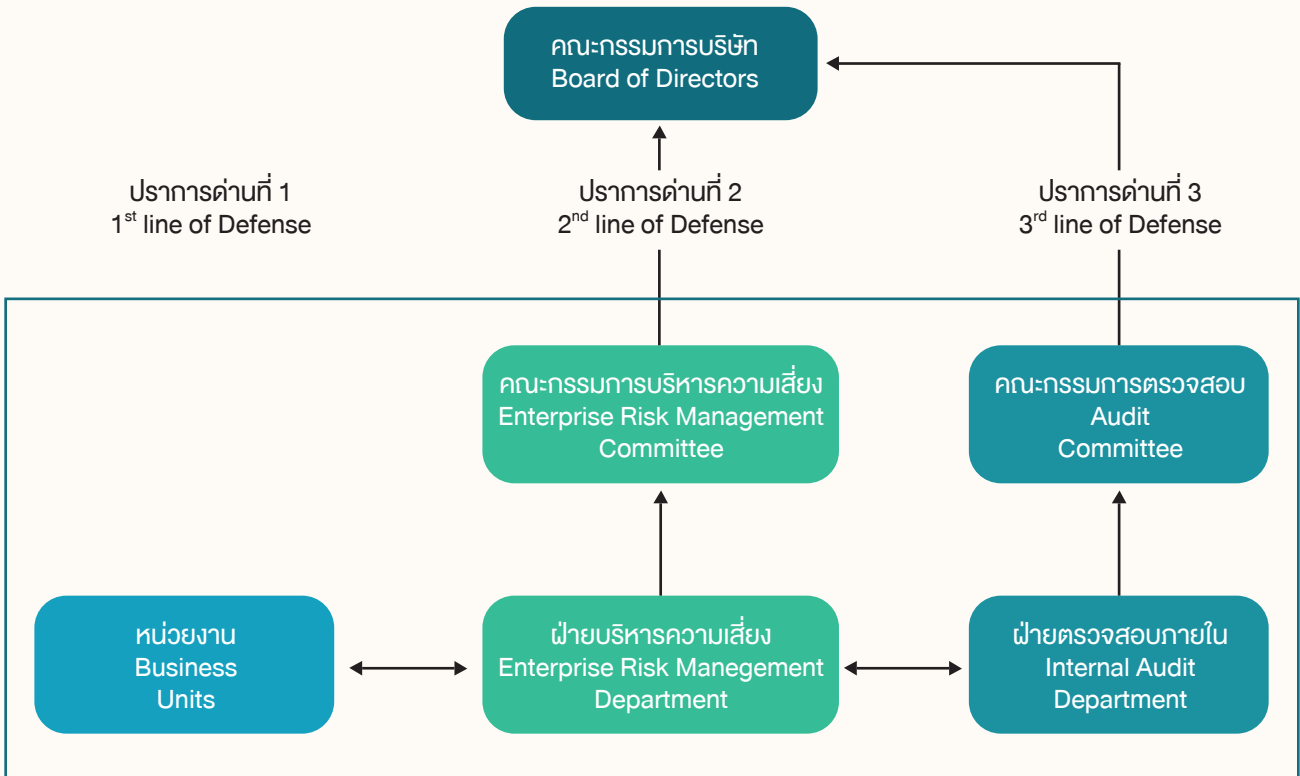 คณะกรรมการบริษัท
Board of Directors
ปราการด่านที่ 1
1st line of Defense
ปราการด่านที่ 2
2nd line of Defense
ปราการด่านที่ 3
3rd line of Defense
คณะกรรมการบริหารความเสี่ยง
Enterprise Risk Management
Committee
คณะกรรมการตรวจสอบ
Audit
Committee
หน่วยงาน
Business
Units
ฝ่ายบริหารความเสี่ยง
Enterprise Risk Manegement
Department
ฝ่ายตรวจสอบภายใน
Internal Audit
Department